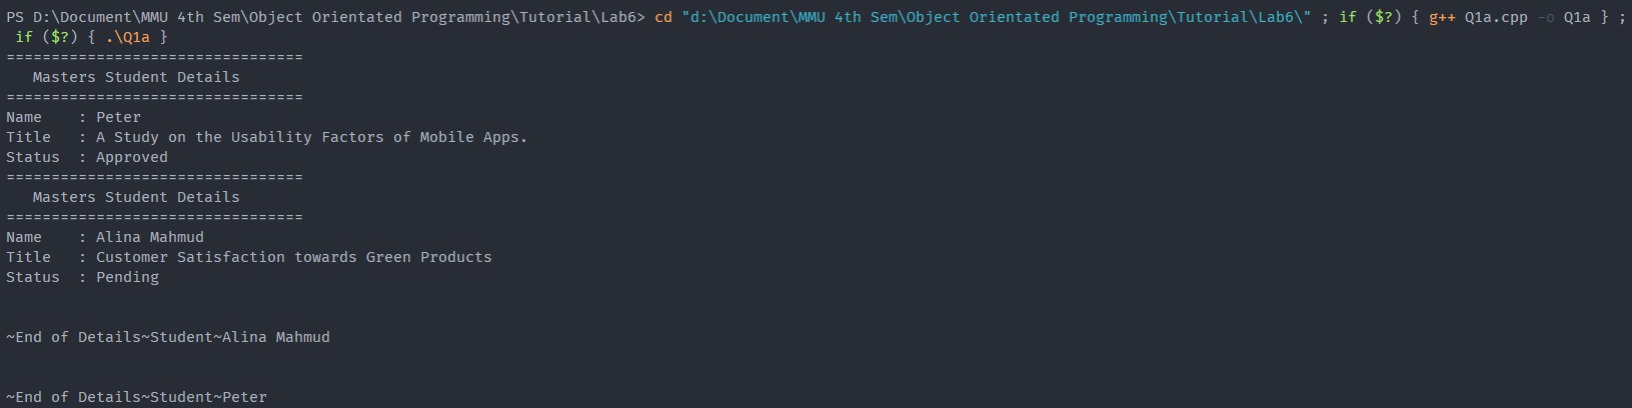 PS D:\Document\MMU 4th Sem\Object Orientated Programming\Tutorial\Lab6> cd "d:\Document\MMU 4th Sem\Object Orientated Programming\Tutorial\Lab6\" ; if ($?) { g++ Q1a.cpp -o Q1a } ;
 if ($?) { .\Q1a }
=================================
   Masters Student Details
=================================
Name    : Peter
Title   : A Study on the Usability Factors of Mobile Apps.
Status  : Approved
=================================
   Masters Student Details
=================================
Name    : Alina Mahmud
Title   : Customer Satisfaction towards Green Products
Status  : Pending
~End of Details~Student~Alina Mahmud
~End of Details~Student~Peter